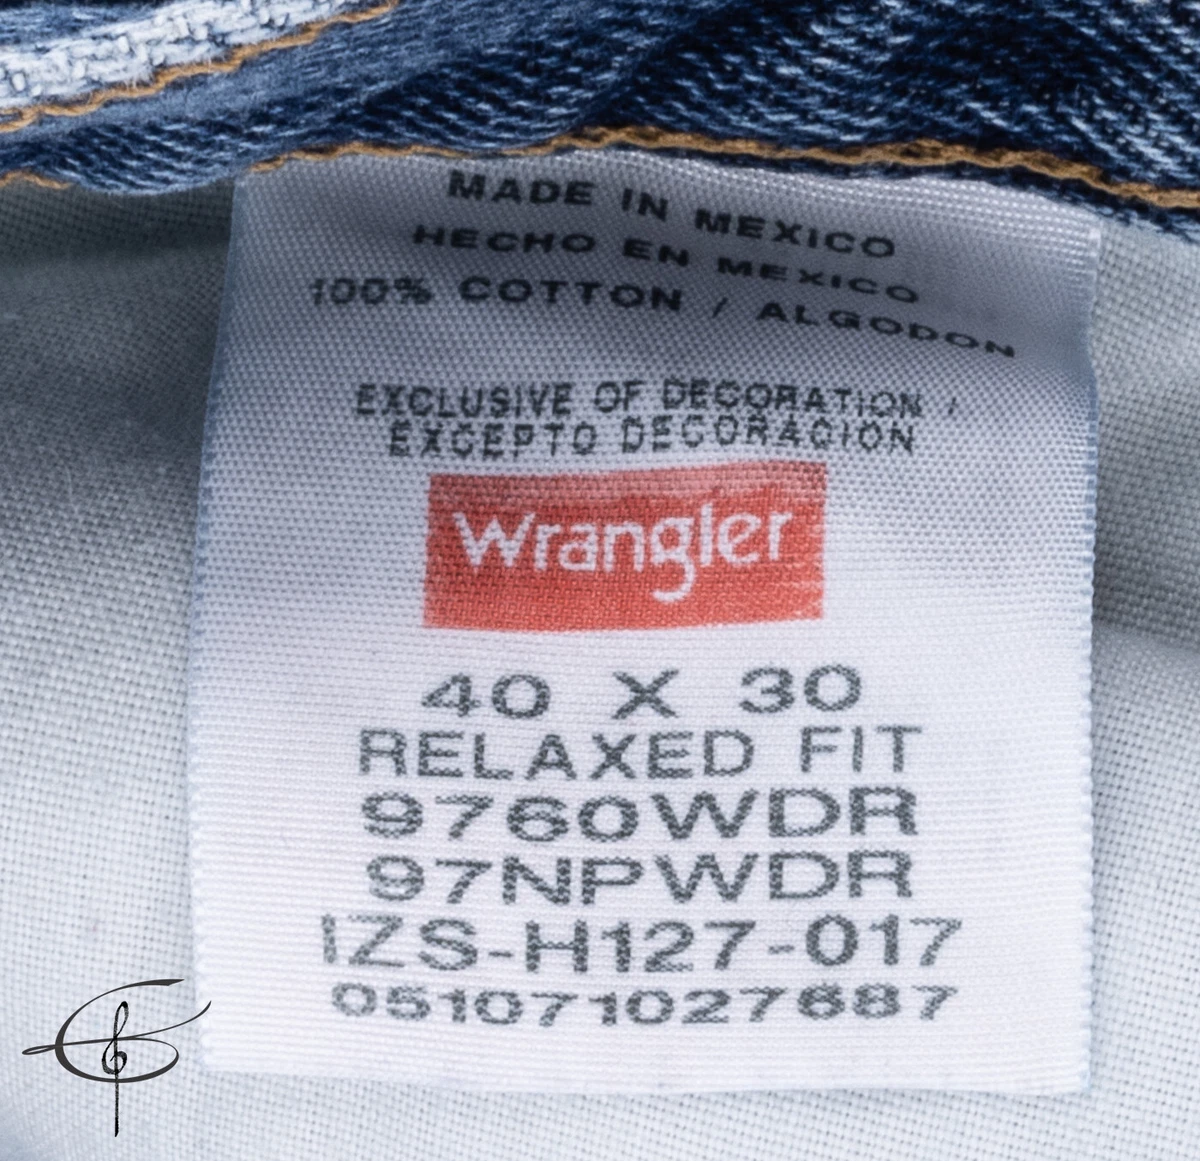 MADE IN MEXICO
HECHO EN MEXICO
100% COTTON / ALGODON
EXCLUSIVE OF DECORATION /
EXCEPTO DECORACION
Wrangler
40 X 30
RELAXED FIT
9760WDR
97NPWDR
IZS-H127-017
051071027687